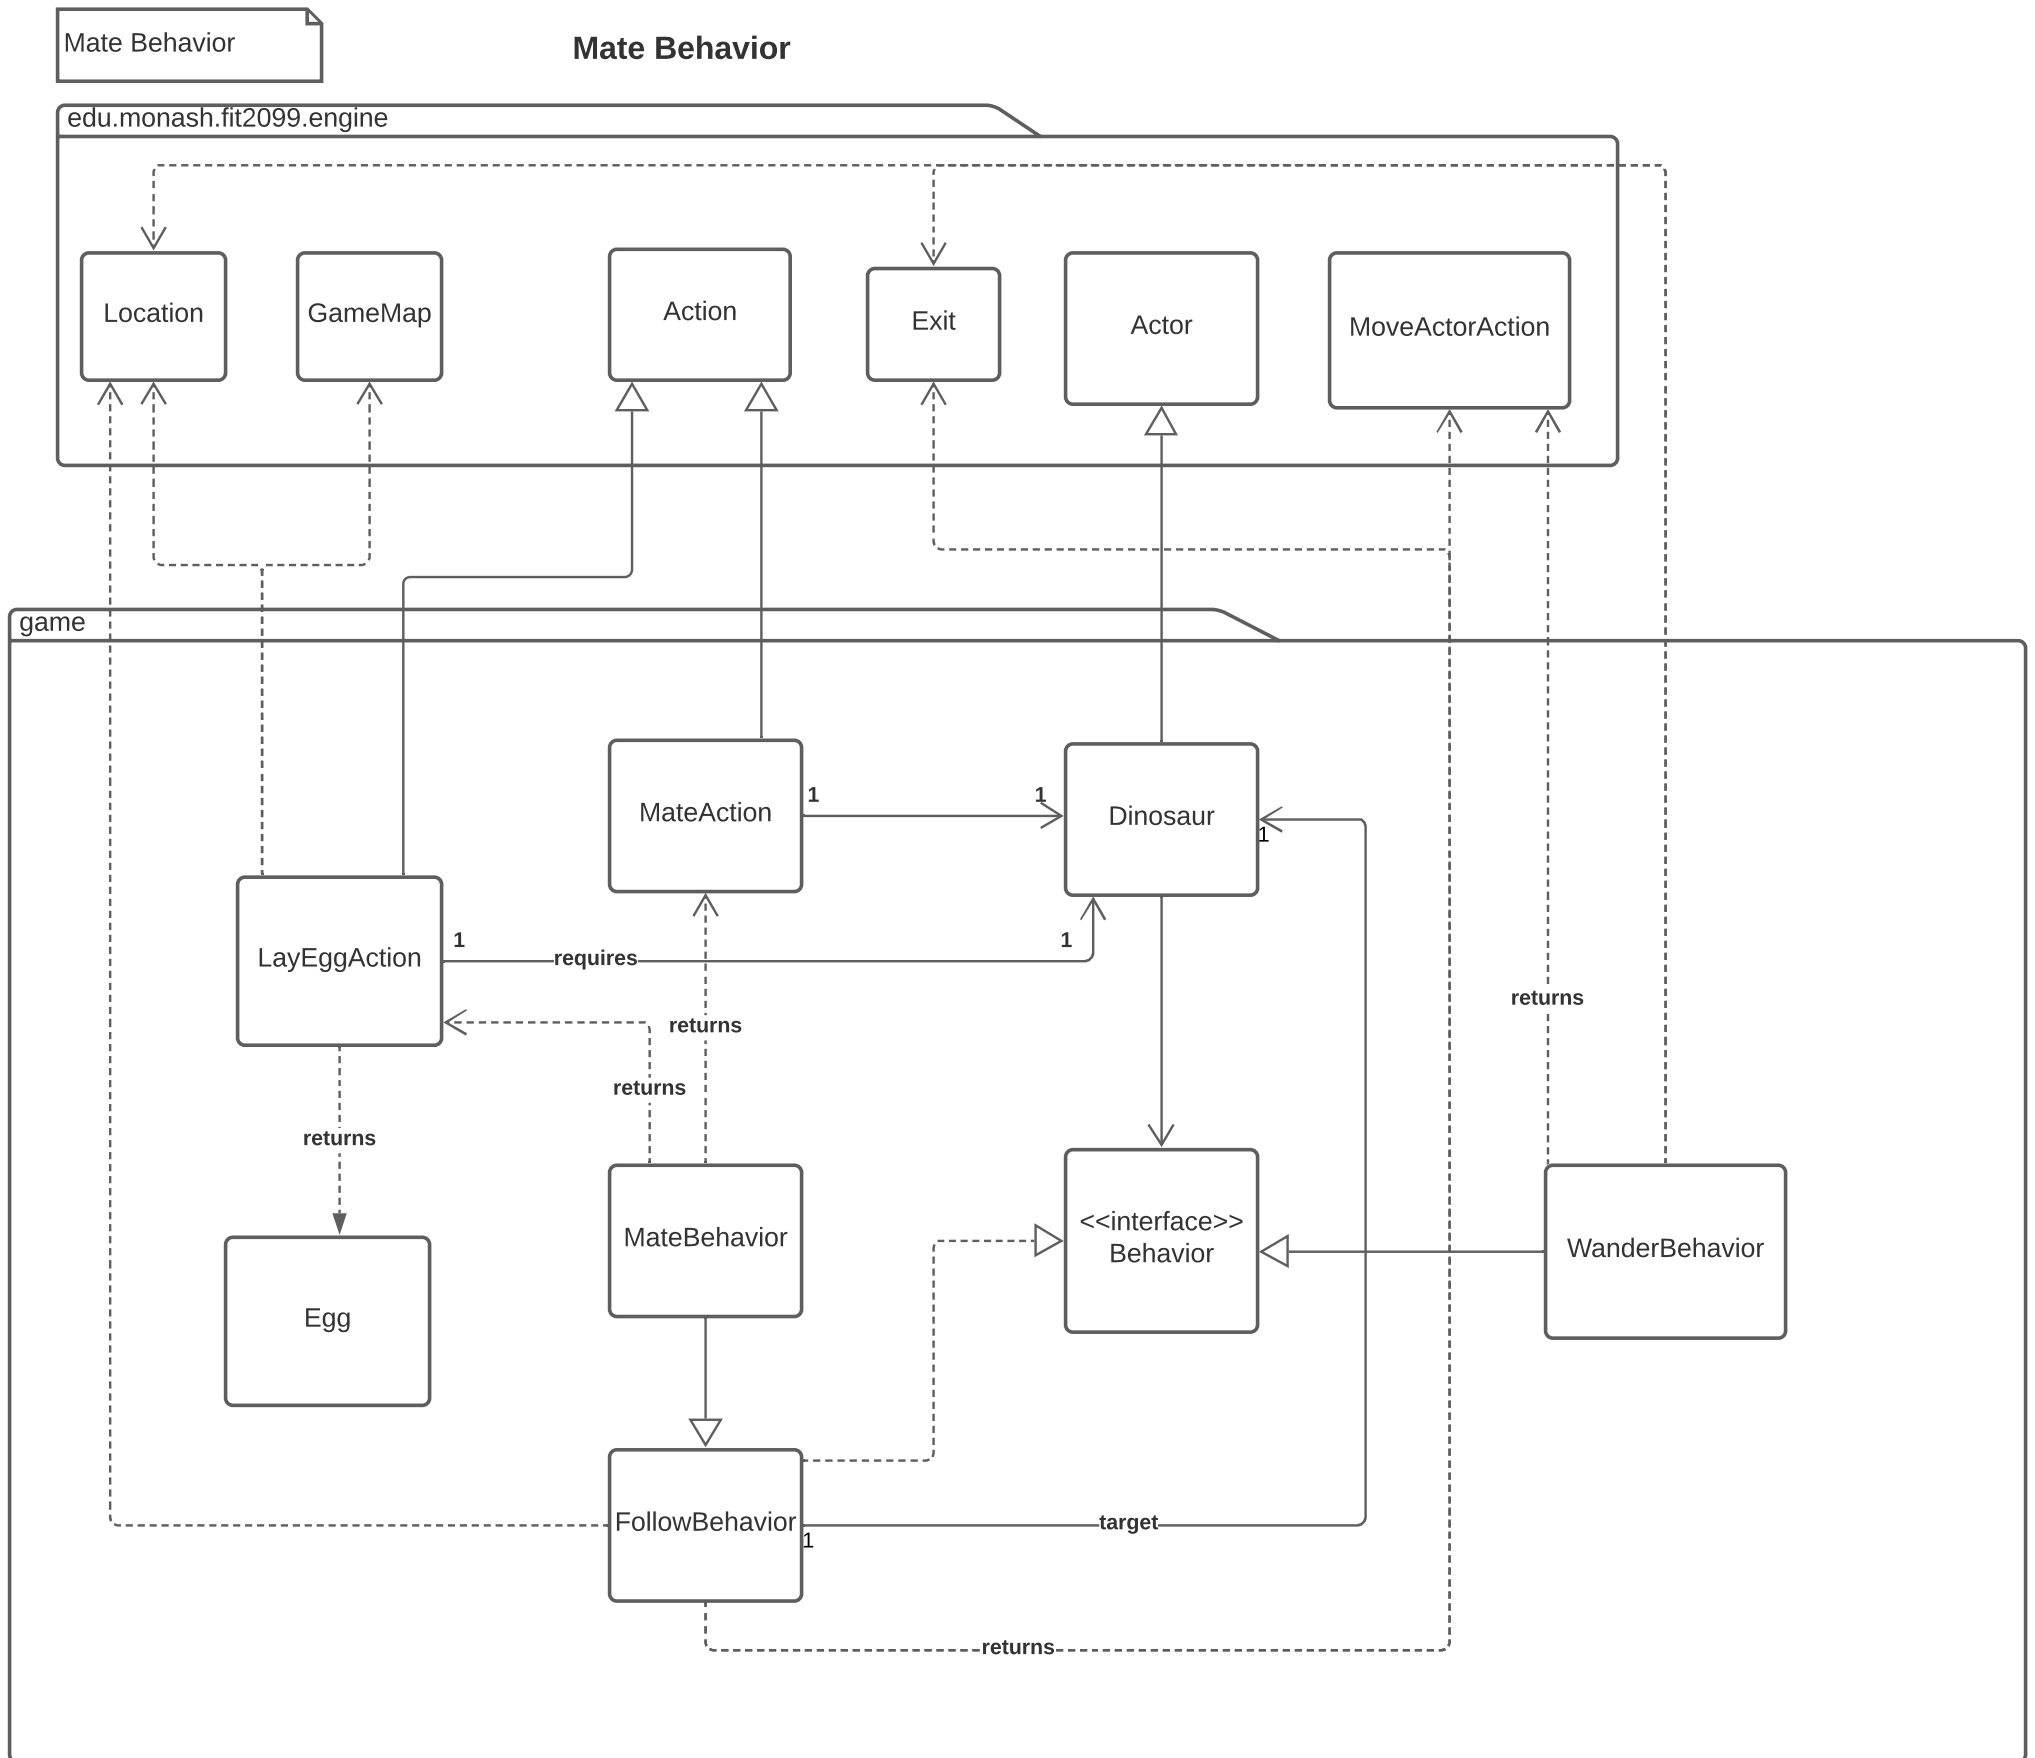 Mate Behavior
Mate Behavior
edu.monash.fit2099.engine
Location
GameMap
Action
Exit
Actor
MoveActorAction
game
MateAction
1
1
Dinosaur
1
LayEggAction
1
requires
1
returns
returns
returns
returns
MateBehavior
<<interface>>
Behavior
WanderBehavior
Egg
FollowBehavior
1
target
returns